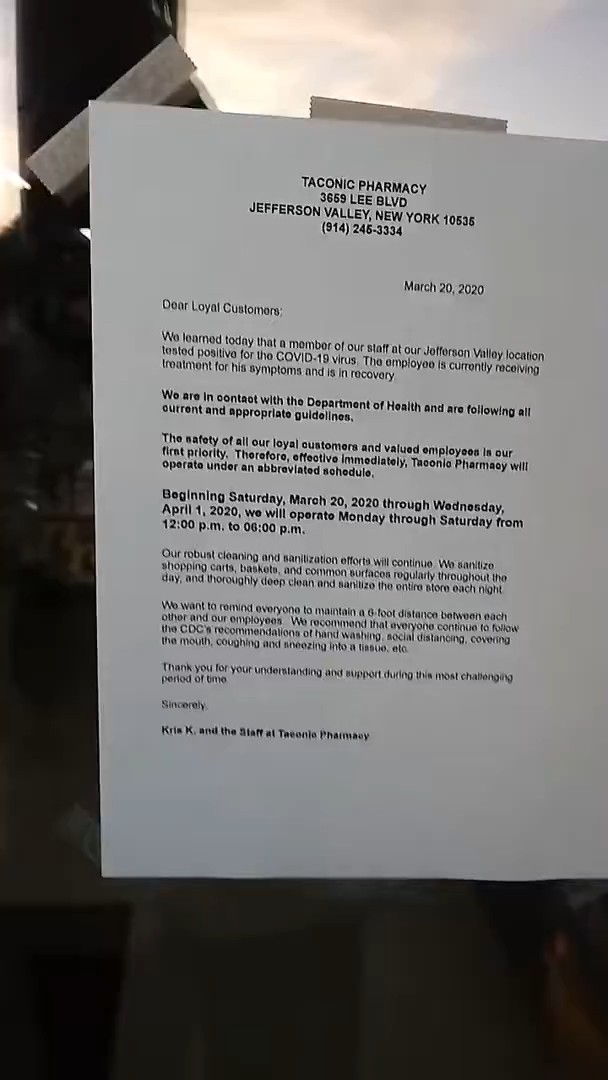 TACONIC PHARMACY
3659 LEE BLVD
JEFFERSON VALLEY, NEW YORK 10535
(914) 245-3334
March 20, 2020
Dear Loyal Customers;
We learned today that a member of our staff at our Jefferson Valley location
tested positive for the COVID-19 virus. The employee is currently receiving
treatment for his symptoms and is in recovery.
We are in contact with the Department of Health and are following all
current and appropriate guidelines.
The safety of all our loyal customers and valued employees is our
first priority. Therefore, effective immediately, Taconic Pharmacy will
operate under an abbreviated schedule.
Beginning Saturday, March 20, 2020 through Wednesday,
April 1, 2020, we will operate Monday through Saturday from
12:00 p.m. to 06:00 p.m.
Our robust cleaning and sanitization efforts will continue. We sanitize
shopping carts, baskets, and common surfaces regularly throughout the
day, and thoroughly deep clean and sanitize the entire store each night.
We want to remind everyone to maintain a 6-foot distance between each
other and our employees. We recommend that everyone continue to follow
the CDC's recommendations of hand washing, social distancing, covering
the mouth, coughing and sneezing into a tissue, etc.
Thank you for your understanding and support during this most challenging
period of time.
Sincerely,
Kris K. and the Staff at Taconic Pharmacy